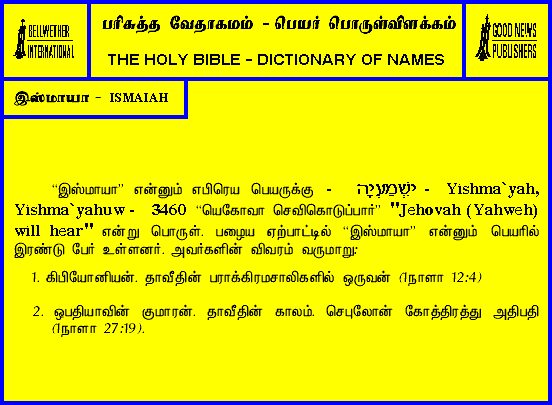 BELLWETHER
INTERNATIONAL
பரிசுத்த வேதாகமம் - பெயர் பொருள்விளக்கம்
THE HOLY BIBLE - DICTIONARY OF NAMES
GOOD NEWS
PUBLISHERS
இஸ்மாயா - ISMAIAH
“இஸ்மாயா” என்னும் எபிரெய பெயருக்கு - יִשְׁמַעְיָה - Yishma`yah,
Yishma`yahuw - 3460 “யெகோவா செவிகொடுப்பார்” "Jehovah (Yahweh)
will hear" என்று பொருள். பழைய ஏற்பாட்டில் “இஸ்மாயா” என்னும் பெயரில்
இரண்டு பேர் உள்ளனர். அவர்களின் விவரம் வருமாறு:
1. கிபியோனியன். தாவீதின் பராக்கிரமசாலிகளில் ஒருவன் (1நாளா 12:4)
2. ஒபதியாவின் குமாரன். தாவீதின் காலம். செபுலோன் கோத்திரத்து அதிபதி
(1நாளா 27:19).